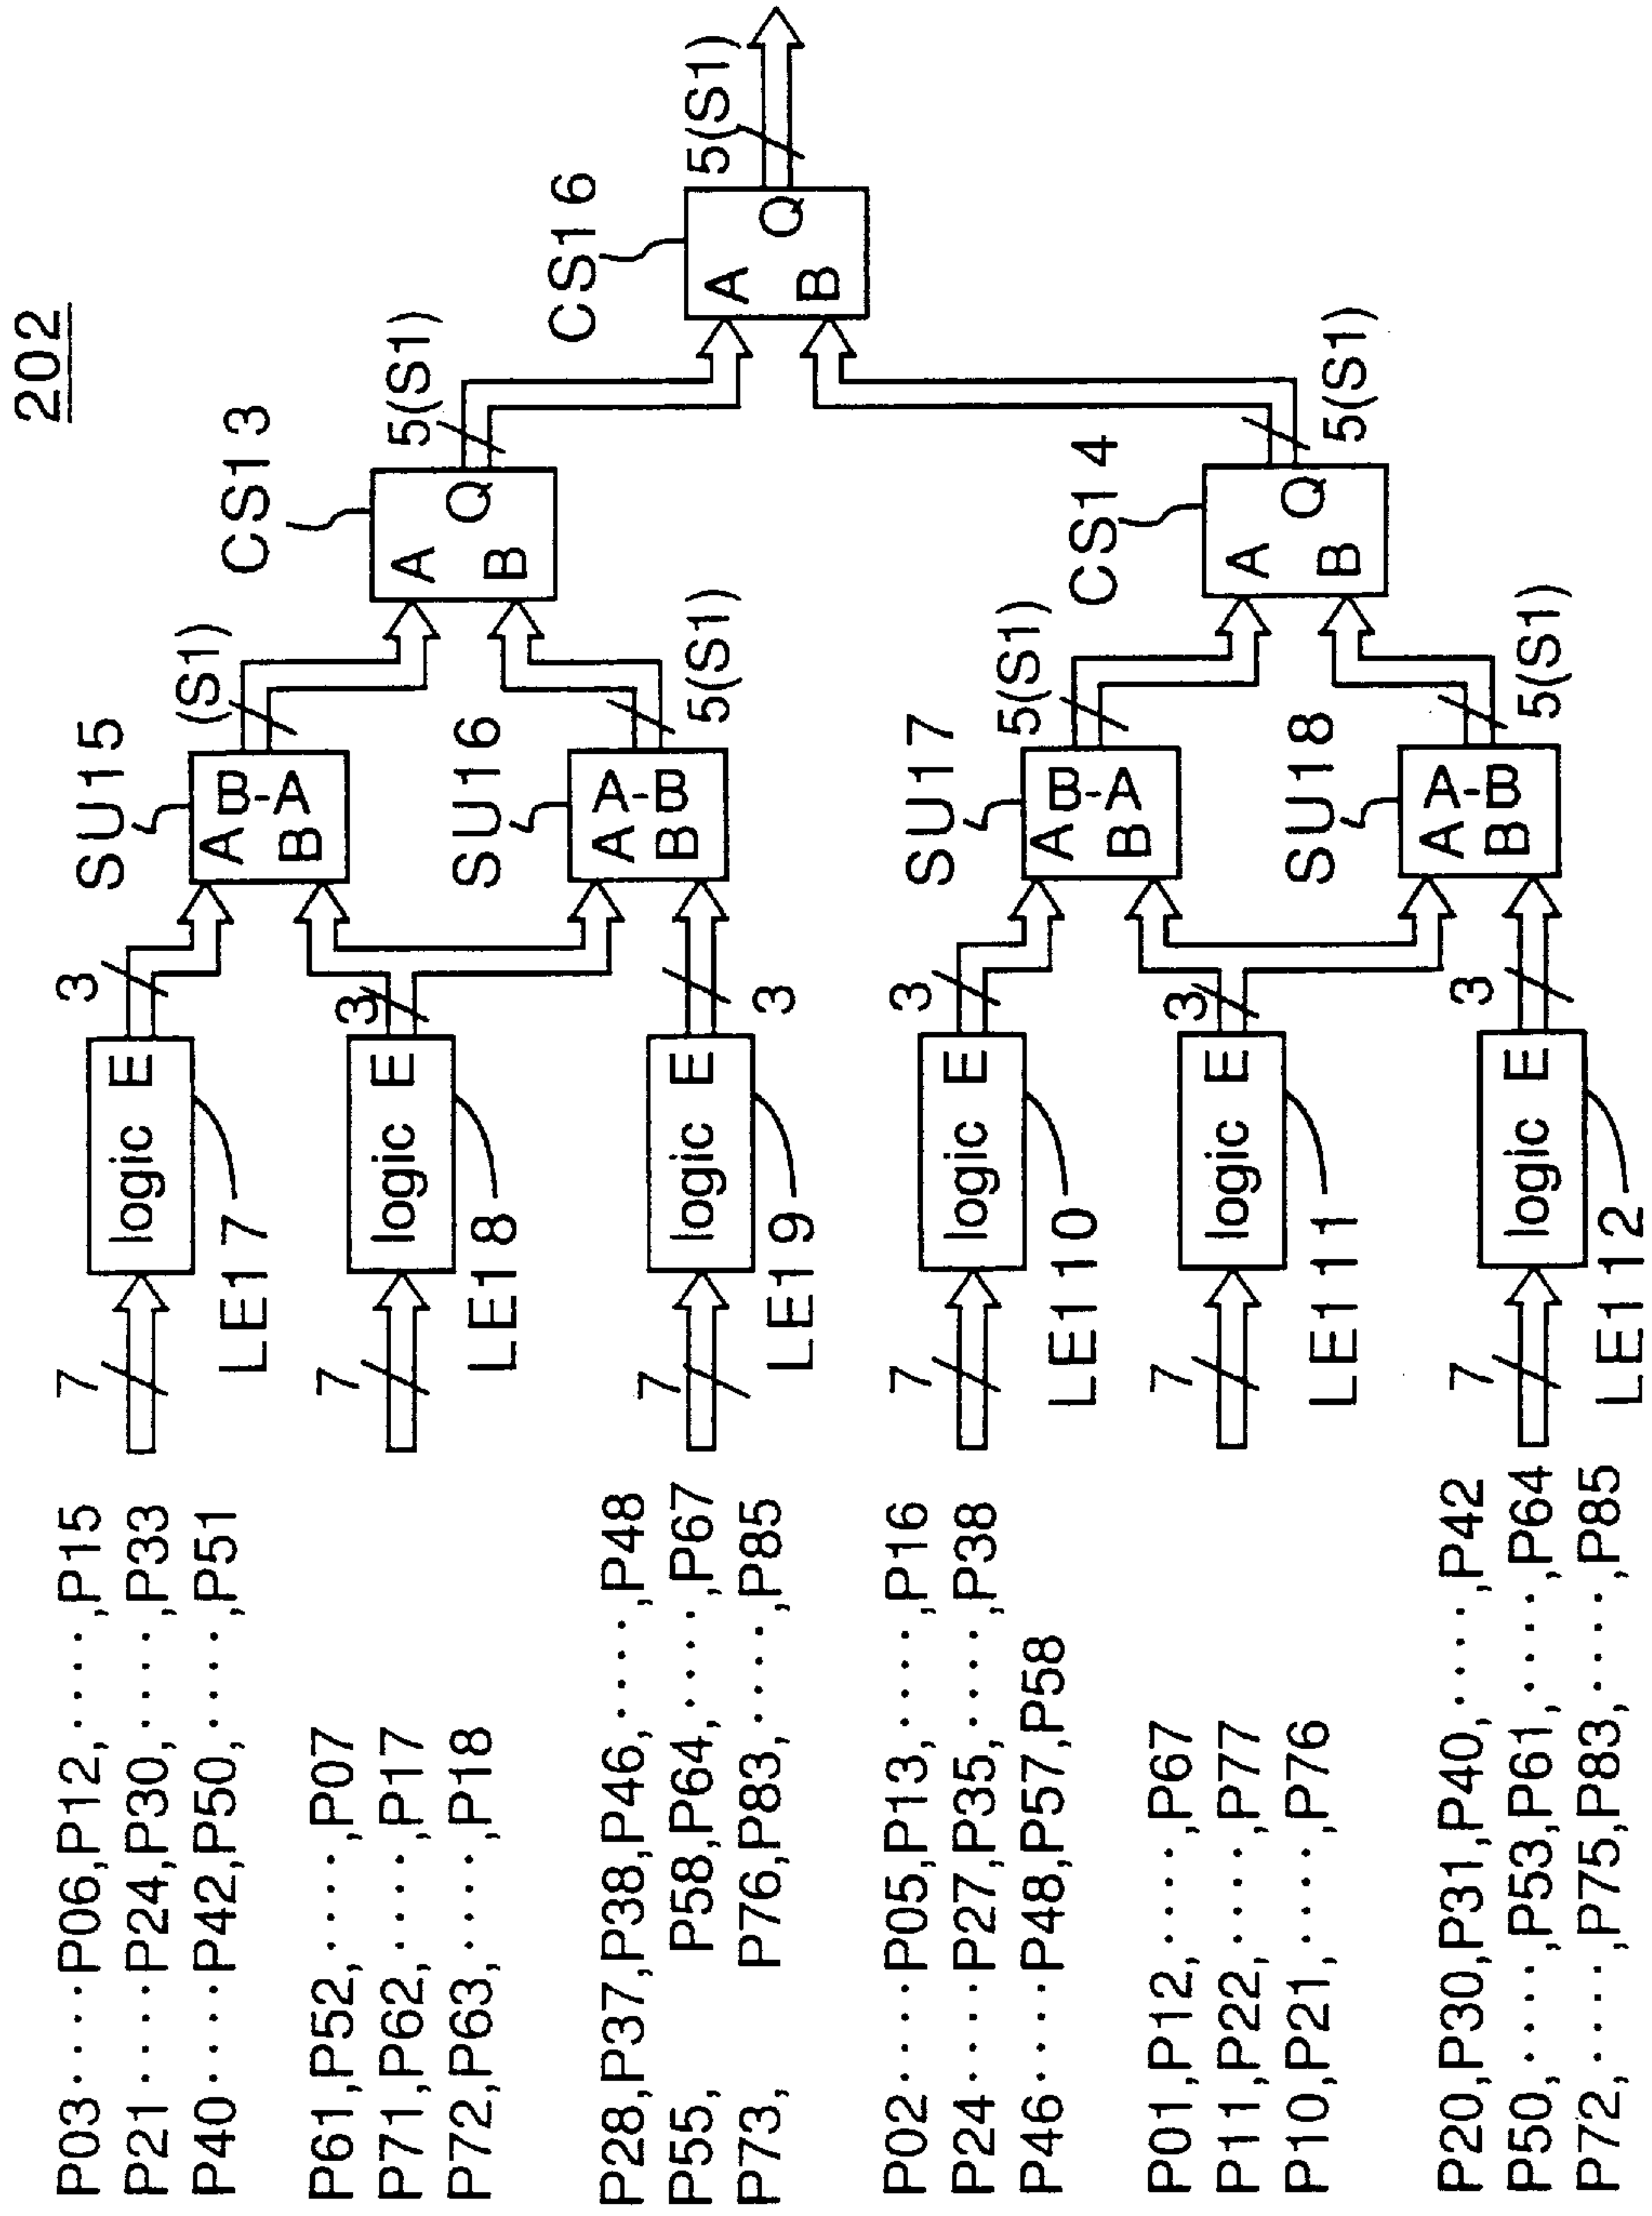 202
P03·····P06,P12,·····,P15
P21·····P24,P30,·····,P33
P40·····P42,P50,·····,P51
7
logic E
LE17
3
SU15
A B-A
B
(S1)
P61,P52,·····,P07
P71,P62,·····,P17
P72,P63,·····,P18
7
logic E
LE18
3
CS13
A Q
B
5(S1)
P28,P37,P38,P46,·····,P48
P55, P58,P64,·····,P67
P73, P76,P83,·····,P85
7
logic E
LE19
3
SU16
A A-B
B
5(S1)
CS16
A Q
B
5(S1)
P02·····P05,P13,·····,P16
P24·····P27,P35,·····,P38
P46·····P48,P57,P58
7
logic E
LE110
3
SU17
A B-A
B
5(S1)
P01,P12,·····,P67
P11,P22,·····,P77
P10,P21,·····,P76
7
logic E
LE111
3
CS14
A Q
B
5(S1)
P20,P30,P31,P40,·····,P42
P50,·····,P53,P61,·····,P64
P72,·····,P75,P83,·····,P85
7
logic E
LE112
3
SU18
A A-B
B
5(S1)